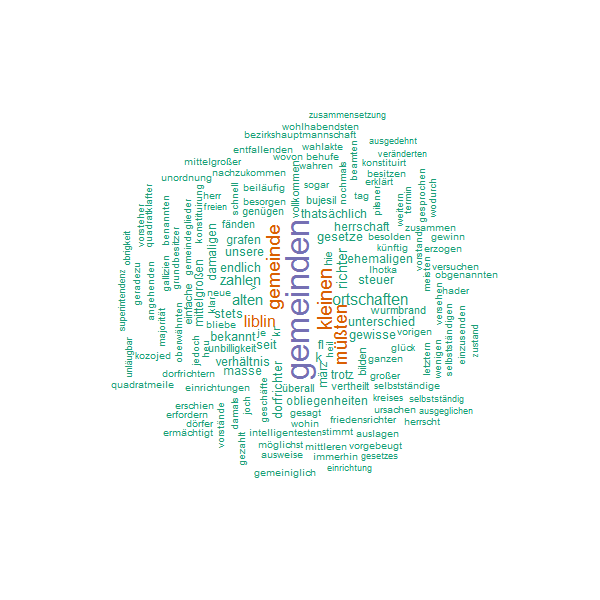 zusammensetzung
wohlhabendsten
bezirkshauptmannschaft
ausgedehnt
entfallenden
wahlakte
wovon behufe
beamten
veränderten
mittelgroßer
wahren
konstituirt
nachzukommen
nochmals
besitzen
unordnung
schnell
beiläufig
sogar
erklärt
vollkommen
herr
besorgen
bujesil
tag
pilsner
weitern
termin
gesprochen
wodurch
freien
genügen
thatsächlich
konstituirung
gemeindeglieder
grundbesitzer
benannten
quadratklafter
vorsteher
obrigkeit
fänden
herrschaft
zusammen
damaligen
grafen
gesetze
besolden
vorstand
gewinn
unsere
gemeinde
gemeinden
hie
richter
ehemaligen
künftig
erzogen
endlich
lhotka
meisten
versuchen
obgenannten
superintendenz
geradezu
angehenden
gallizien
zahlen
steuer
mittelgroßen
einfache
neue
alten
kleinen
ortschaften
versehen
hader
klar
stets
liblin
müßten
wurmbrand
unterschied
selbstständigen
einzusenden
zustand
majorität
oberwähnten
bliebe
bekannt
je
kr
gewisse
vorigen
unläugbar
kozojed
jedoch
heu
unbilligkeit
seit
fl
heil
glück
letztern
wenigen
verhältnis
k
bilden
ganzen
dorfrichtern
masse
märz
trotz
großer
quadratmeile
einrichtungen
dorfrichter
überall
vertheilt
selbstständige
geschäfte
obliegenheiten
kreises
selbstständig
erschien
damals
joch
gesagt
ursachen
ausgeglichen
erfordern
wohin
friedensrichter
herrscht
dörfer
vorstände
ermächtigt
intelligentesten
stimmt
auslagen
gezahlt
möglichst
mittleren
vorgebeugt
ausweise
immerhin
gesetzes
gemeiniglich
einrichtung